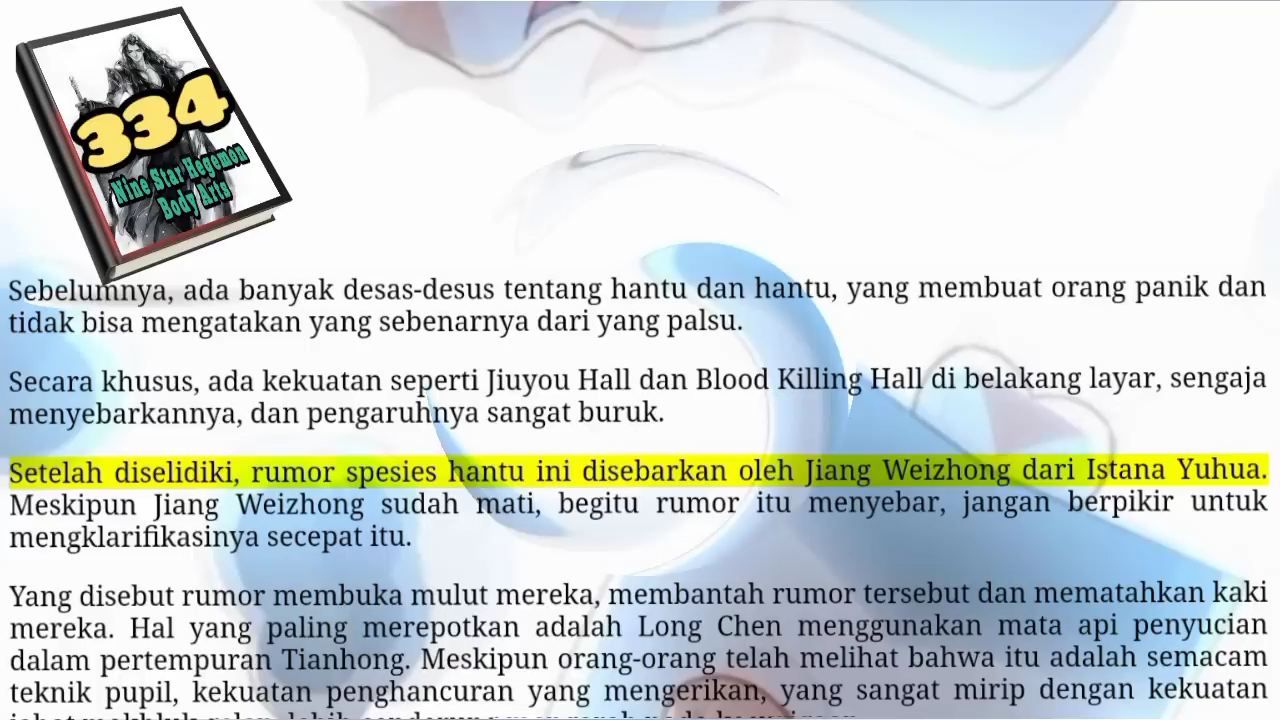 334
Nine Star Hegemon
Body Arts
Sebelumnya, ada banyak desas-desus tentang hantu dan hantu, yang membuat orang panik dan
tidak bisa mengatakan yang sebenarnya dari yang palsu.
Secara khusus, ada kekuatan seperti Jiuyou Hall dan Blood Killing Hall di belakang layar, sengaja
menyebarkannya, dan pengaruhnya sangat buruk.
Setelah diselidiki, rumor spesies hantu ini disebarkan oleh Jiang Weizhong dari Istana Yuhua.
Meskipun Jiang Weizhong sudah mati, begitu rumor itu menyebar, jangan berpikir untuk
mengklarifikasinya secepat itu.
Yang disebut rumor membuka mulut mereka, membantah rumor tersebut dan mematahkan kaki
mereka. Hal yang paling merepotkan adalah Long Chen menggunakan mata api penyucian
dalam pertempuran Tianhong. Meskipun orang-orang telah melihat bahwa itu adalah semacam
teknik pupil, kekuatan penghancuran yang mengerikan, yang sangat mirip dengan kekuatan